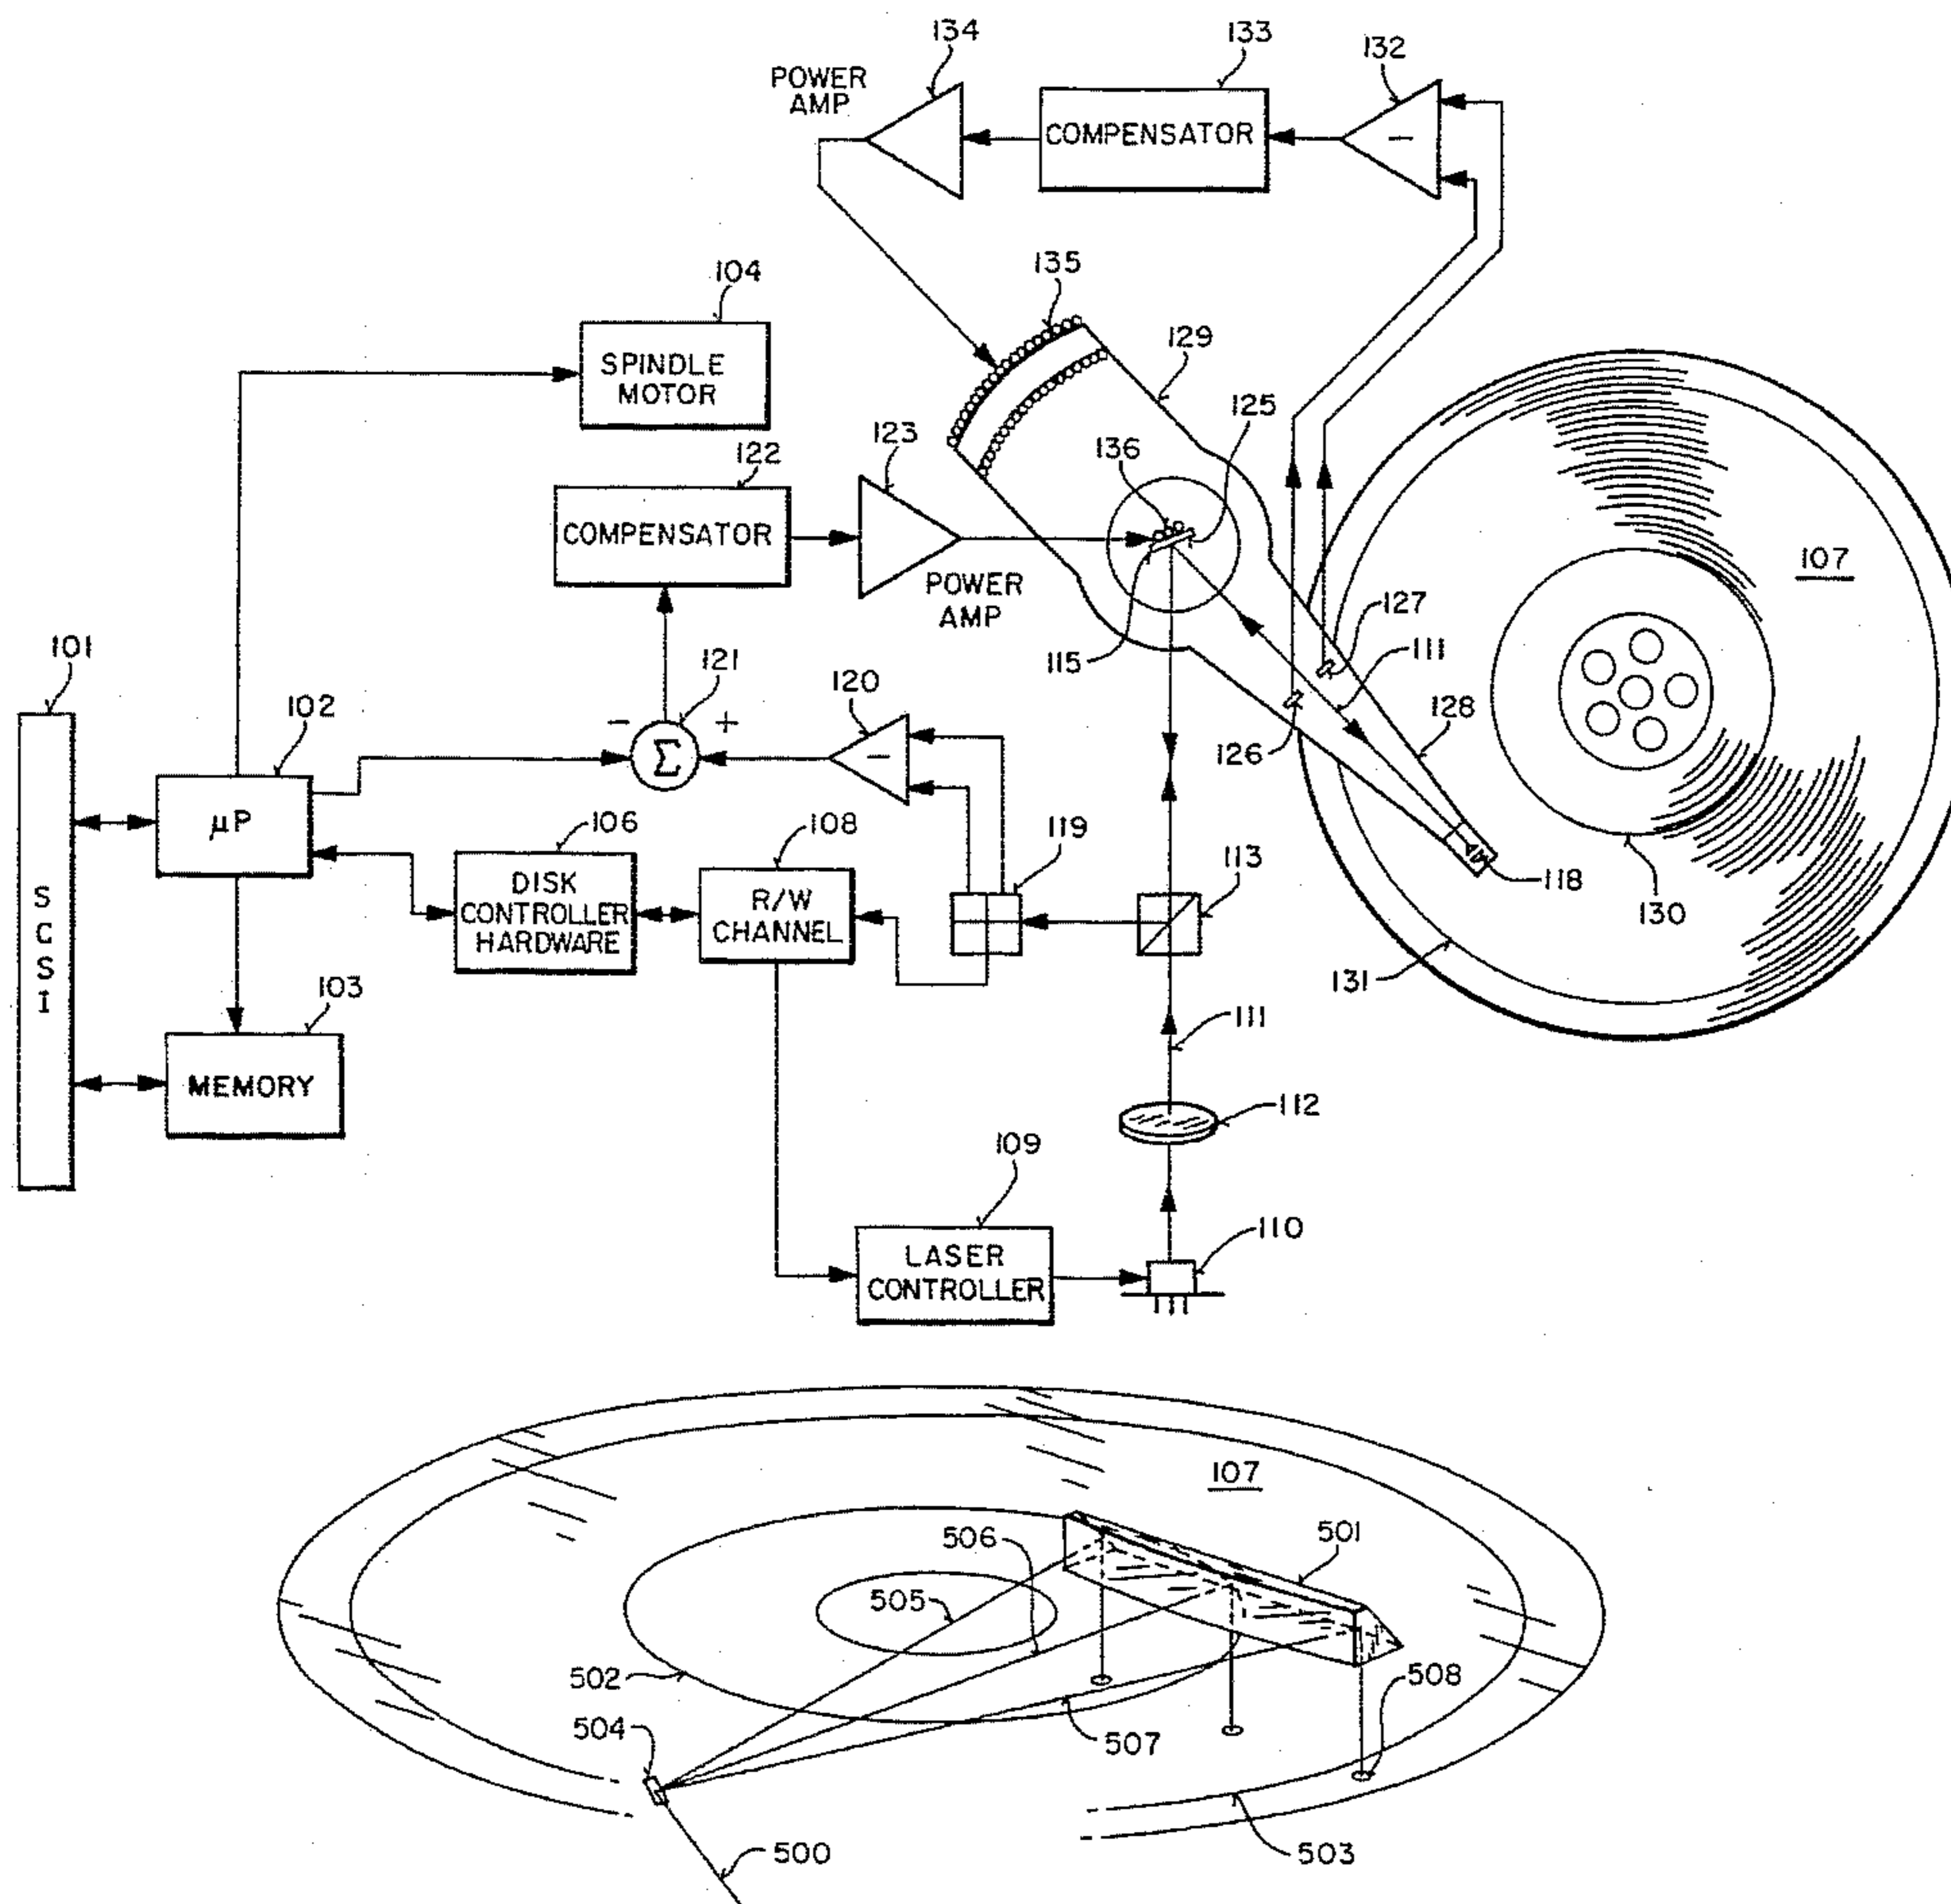 134
133
132
POWER
AMP
COMPENSATOR
−
135
104
129
SPINDLE
MOTOR
125
123
122
136
COMPENSATOR
107
POWER
AMP
127
101
115
111
121
120
128
102
− +
126
Σ
−
μP
106
108
119
113
118
SCSI
DISK
CONTROLLER
HARDWARE
R/W
CHANNEL
130
131
103
111
MEMORY
112
109
110
LASER
CONTROLLER
107
501
506
505
502
508
504
507
500
503